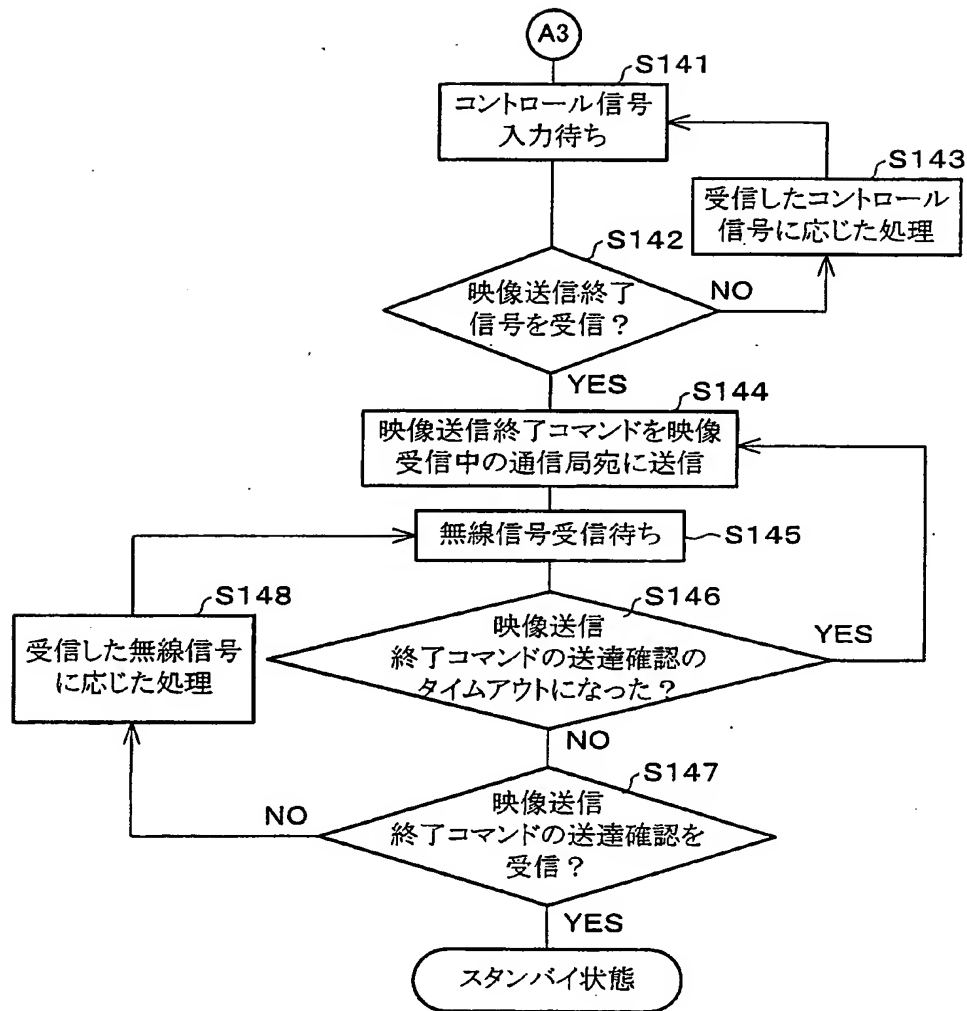 A3
S141
コントロール信号
入力待ち
S143
受信したコントロール
信号に応じた処理
S142
映像送信終了
信号を受信?
NO
YES
S144
映像送信終了コマンドを映像
受信中の通信局宛に送信
無線信号受信待ち
S145
S148
受信した無線信号
に応じた処理
S146
映像送信
終了コマンドの送達確認の
タイムアウトになった?
YES
NO
S147
映像送信
終了コマンドの送達確認を
受信?
NO
YES
スタンバイ状態